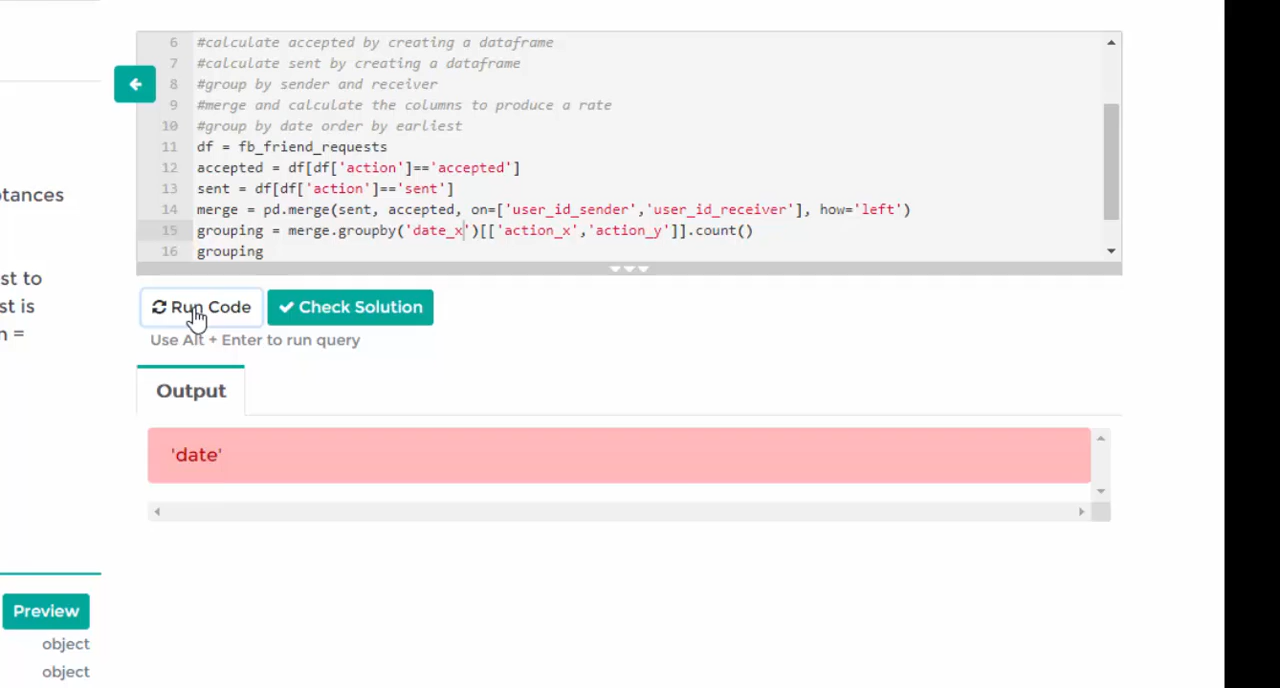 6 #calculate accepted by creating a dataframe
7 #calculate sent by creating a dataframe
8 #group by sender and receiver
9 #merge and calculate the columns to produce a rate
10 #group by date order by earliest
11 df = fb_friend_requests
12 accepted = df[df['action']=='accepted']
13 sent = df[df['action']=='sent']
14 merge = pd.merge(sent, accepted, on=['user_id_sender','user_id_receiver'], how='left')
15 grouping = merge.groupby('date_x')[['action_x','action_y']].count()
16 grouping
tances
st to
st is
n =
Run Code
Check Solution
Use Alt + Enter to run query
Output
'date'
Preview
object
object